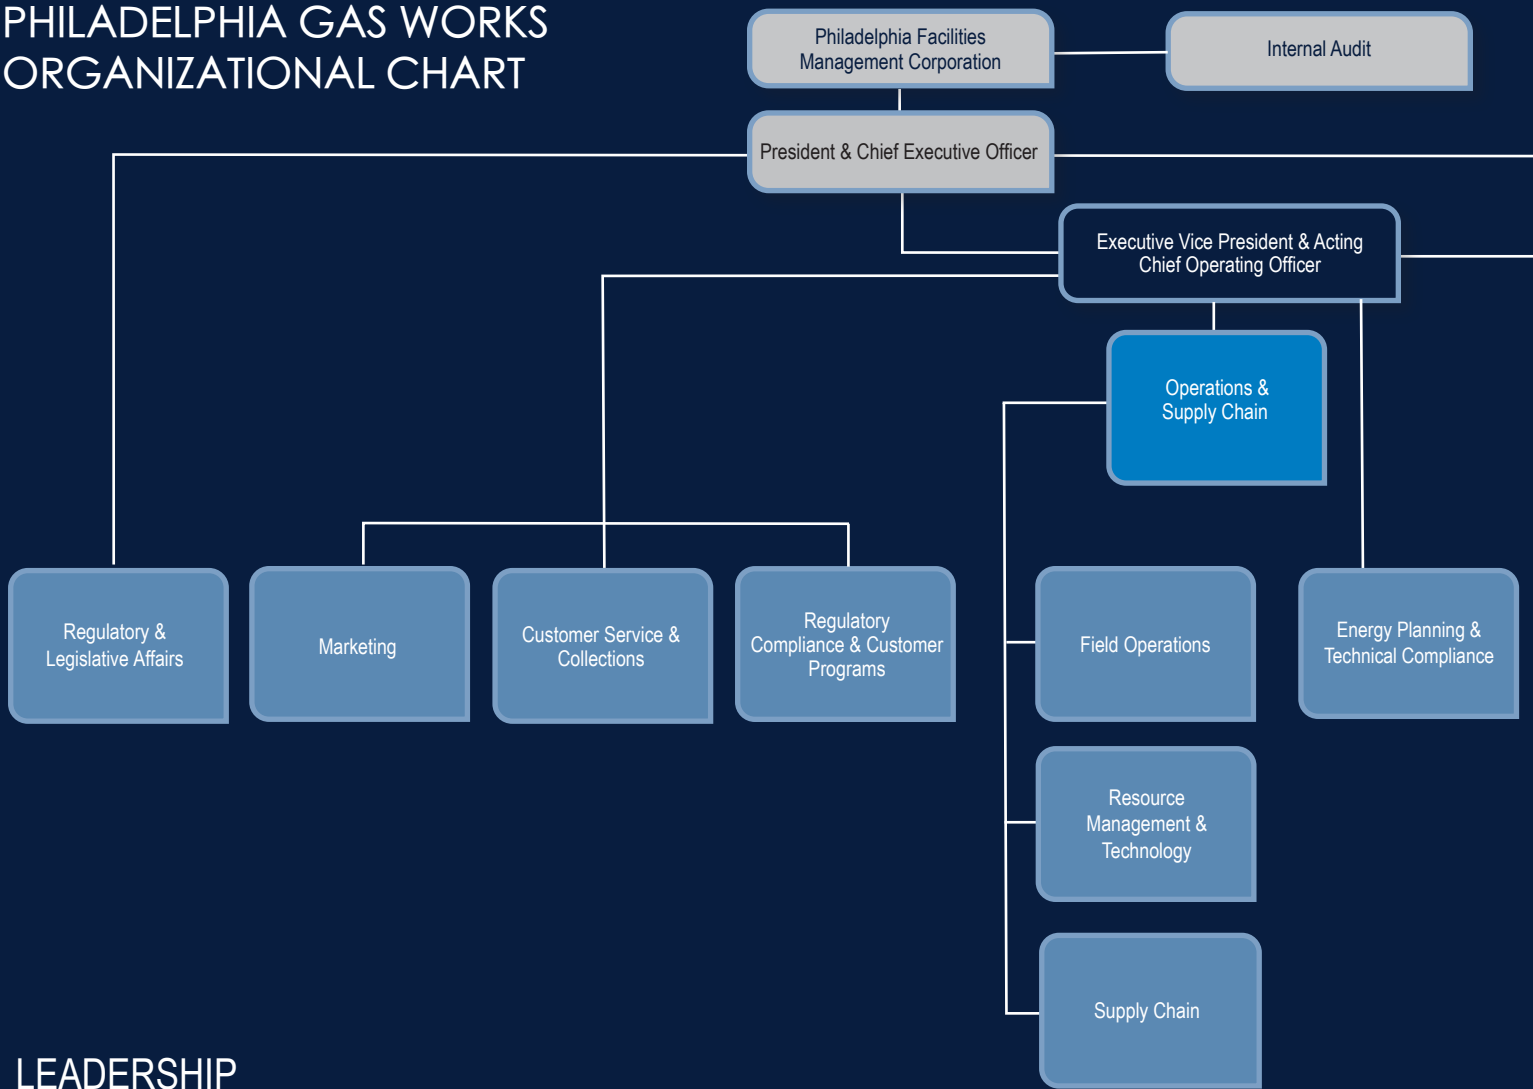 PHILADELPHIA GAS WORKS
ORGANIZATIONAL CHART
Philadelphia Facilities
Management Corporation
Internal Audit
President & Chief Executive Officer
Executive Vice President & Acting
Chief Operating Officer
Operations &
Supply Chain
Regulatory &
Legislative Affairs
Marketing
Customer Service &
Collections
Regulatory
Compliance & Customer
Programs
Field Operations
Energy Planning &
Technical Compliance
Resource
Management &
Technology
Supply Chain
LEADERSHIP